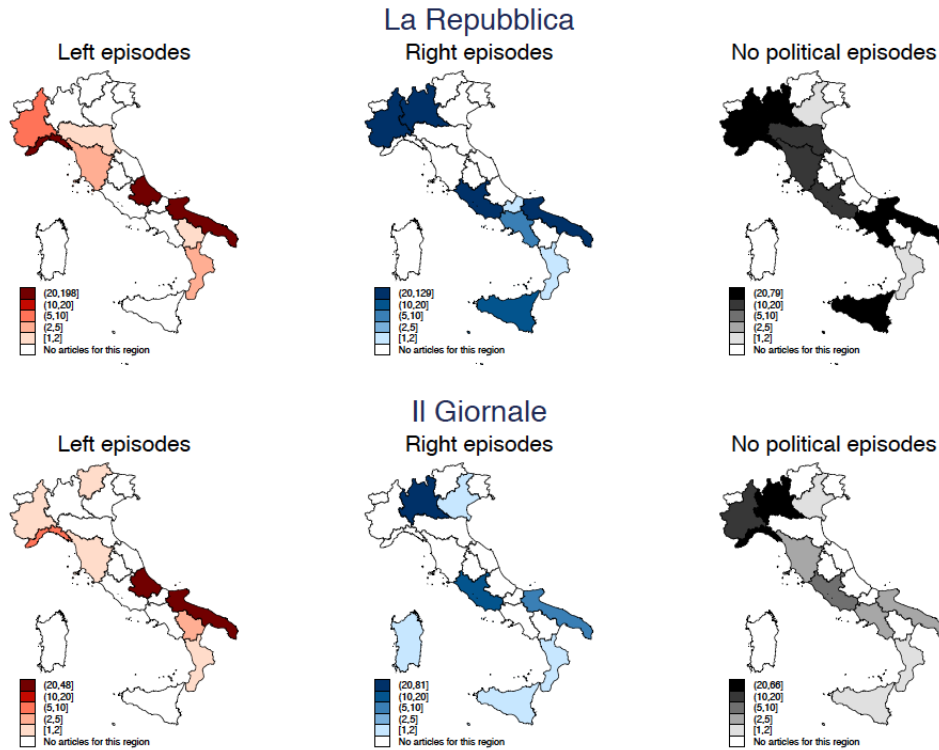 La Repubblica
Left episodes
Right episodes
No political episodes
(20,198]
(10,20]
(5,10]
(2,5]
[1,2]
No articles for this region
(20,129]
(10,20]
(5,10]
(2,5]
[1,2]
No articles for this region
(20,79]
(10,20]
(5,10]
(2,5]
[1,2]
No articles for this region
Il Giornale
Left episodes
Right episodes
No political episodes
(20,48]
(10,20]
(5,10]
(2,5]
[1,2]
No articles for this region
(20,81]
(10,20]
(5,10]
(2,5]
[1,2]
No articles for this region
(20,66]
(10,20]
(5,10]
(2,5]
[1,2]
No articles for this region